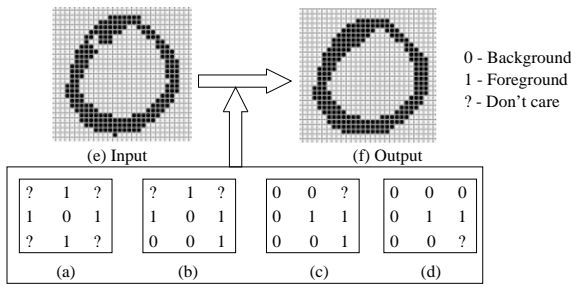 0 - Background
1 - Foreground
? - Don't care
(e) Input
(f) Output
? 1 ?
1 0 1
? 1 ?
(a)
? 1 ?
1 0 1
0 0 1
(b)
0 0 ?
0 1 1
0 0 1
(c)
0 0 0
0 1 1
0 0 ?
(d)